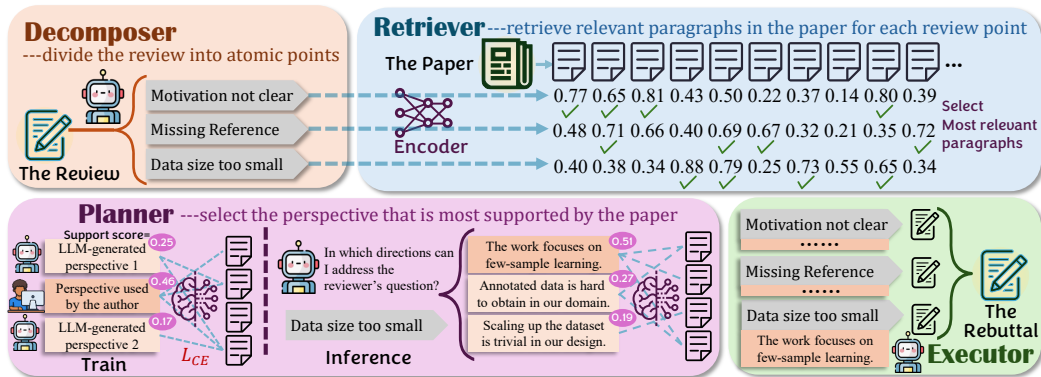 Decomposer
---divide the review into atomic points
The Review
Motivation not clear
Missing Reference
Data size too small
Retriever ---retrieve relevant paragraphs in the paper for each review point
The Paper
...
Encoder
0.77 0.65 0.81 0.43 0.50 0.22 0.37 0.14 0.80 0.39
0.48 0.71 0.66 0.40 0.69 0.67 0.32 0.21 0.35 0.72
0.40 0.38 0.34 0.88 0.79 0.25 0.73 0.55 0.65 0.34
Select
Most relevant
paragraphs
Planner ---select the perspective that is most supported by the paper
Support score=
0.25
LLM-generated
perspective 1
0.46
Perspective used
by the author
0.17
LLM-generated
perspective 2
L_CE
Train
In which directions can
I address the
reviewer's question?
Data size too small
Inference
0.51
The work focuses on
few-sample learning.
0.27
Annotated data is hard
to obtain in our domain.
0.19
Scaling up the dataset
is trivial in our design.
Motivation not clear
......
Missing Reference
......
Data size too small
The work focuses on
few-sample learning.
The
Rebuttal
Executor